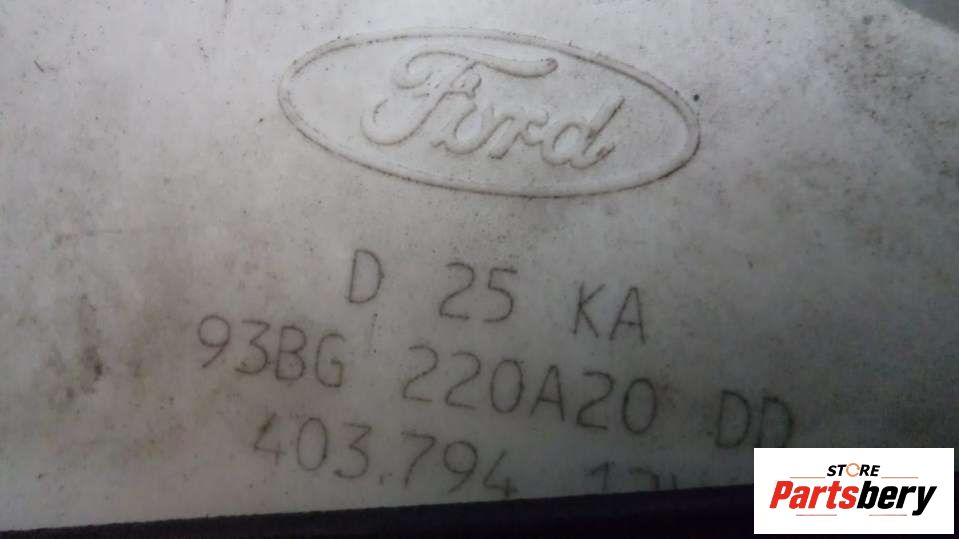 Ford
D 25 KA
93BG 220A20 DD
403.794
STORE
Partsbery